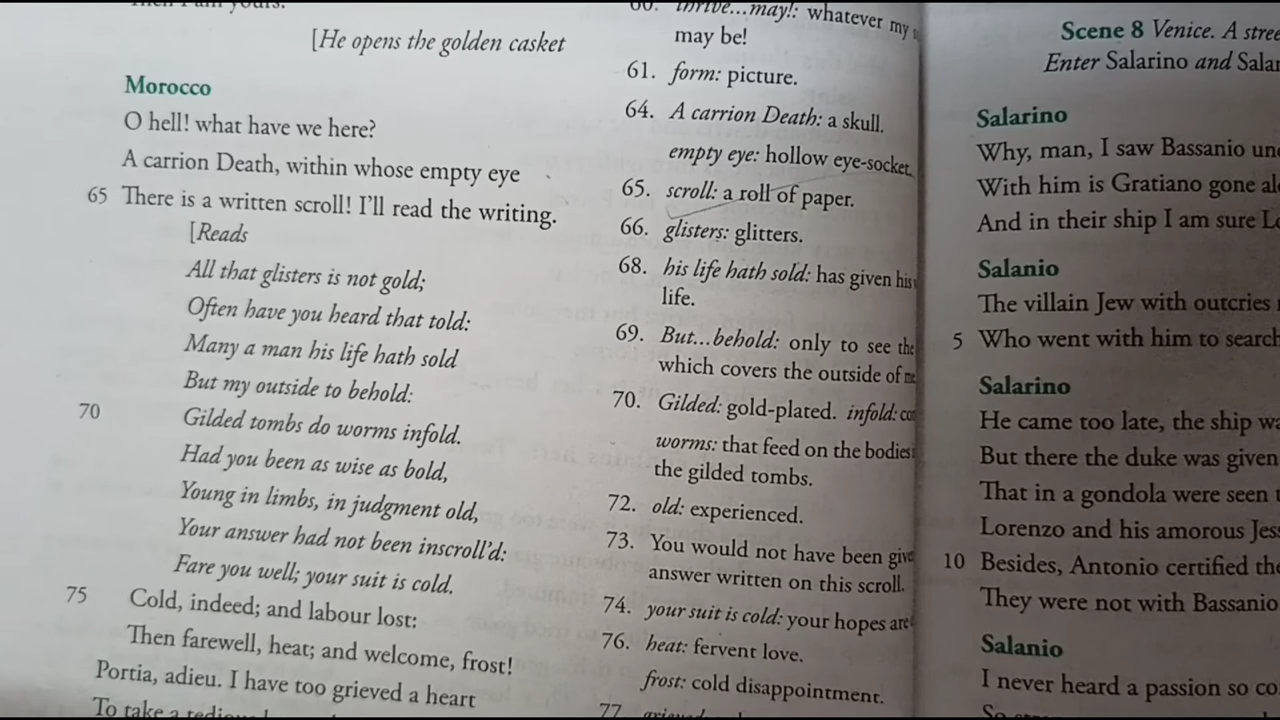 Then I am yours.
[He opens the golden casket
Morocco
O hell! what have we here?
A carrion Death, within whose empty eye
65 There is a written scroll! I'll read the writing.
[Reads
All that glisters is not gold;
Often have you heard that told:
Many a man his life hath sold
But my outside to behold:
70 Gilded tombs do worms infold.
Had you been as wise as bold,
Young in limbs, in judgment old,
Your answer had not been inscroll'd:
Fare you well; your suit is cold.
75 Cold, indeed; and labour lost:
Then farewell, heat; and welcome, frost!
Portia, adieu. I have too grieved a heart
To take a
60. thrive...may!: whatever my
may be!
61. form: picture.
64. A carrion Death: a skull.
empty eye: hollow eye-socket.
65. scroll: a roll of paper.
66. glisters: glitters.
68. his life hath sold: has given his
life.
69. But...behold: only to see the
which covers the outside of
70. Gilded: gold-plated. infold:
worms: that feed on the bodies
the gilded tombs.
72. old: experienced.
73. You would not have been
answer written on this scroll.
74. your suit is cold: your hopes are
76. heat: fervent love.
frost: cold disappointment.
77.
Scene 8 Venice. A
Enter Salarino and
Salarino
Why, man, I saw Bassanio
With him is Gratiano gone
And in their ship I am sure
Salanio
The villain Jew with outcries
5 Who went with him to search
Salarino
He came too late, the ship
But there the duke was given
That in a gondola were seen
Lorenzo and his amorous
10 Besides, Antonio certified
They were not with Bassanio
Salanio
I never heard a passion so
So